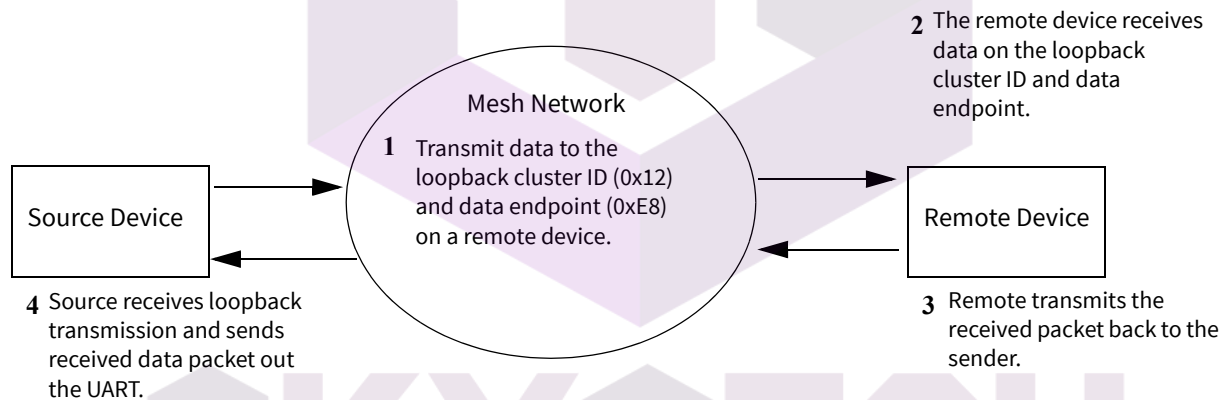 Mesh Network
1 Transmit data to the
loopback cluster ID (0x12)
and data endpoint (0xE8)
on a remote device.
2 The remote device receives
data on the loopback
cluster ID and data
endpoint.
Source Device
Remote Device
3 Remote transmits the
received packet back to the
sender.
4 Source receives loopback
transmission and sends
received data packet out
the UART.